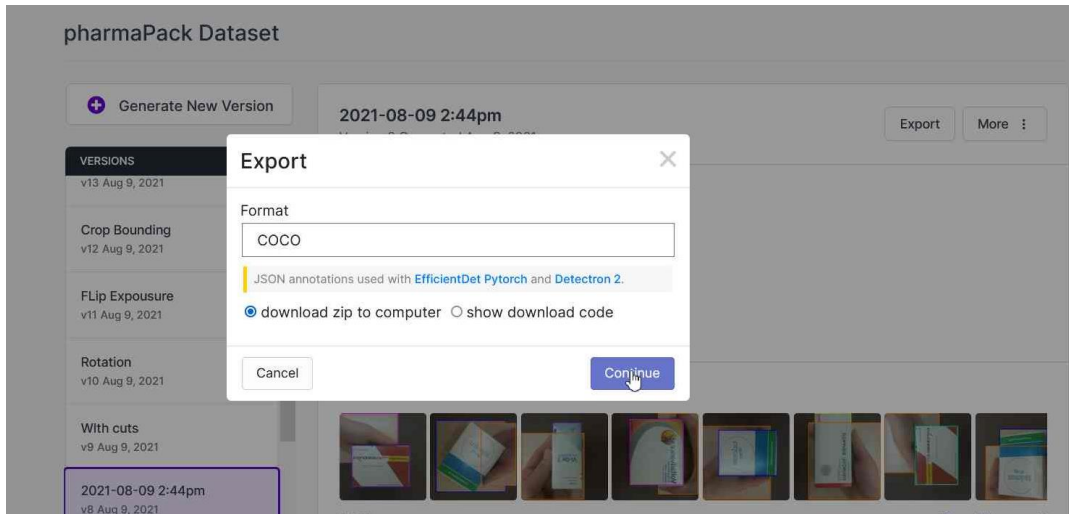 pharmaPack Dataset
Generate New Version
2021-08-09 2:44pm
Export
More
VERSIONS
v13 Aug 9, 2021
Crop Bounding
v12 Aug 9, 2021
FLip Expousure
v11 Aug 9, 2021
Rotation
v10 Aug 9, 2021
WIth cuts
v9 Aug 9, 2021
2021-08-09 2:44pm
v8 Aug 9, 2021
Export
Format
COCO
JSON annotations used with EfficientDet Pytorch and Detectron 2.
download zip to computer
show download code
Cancel
Continue